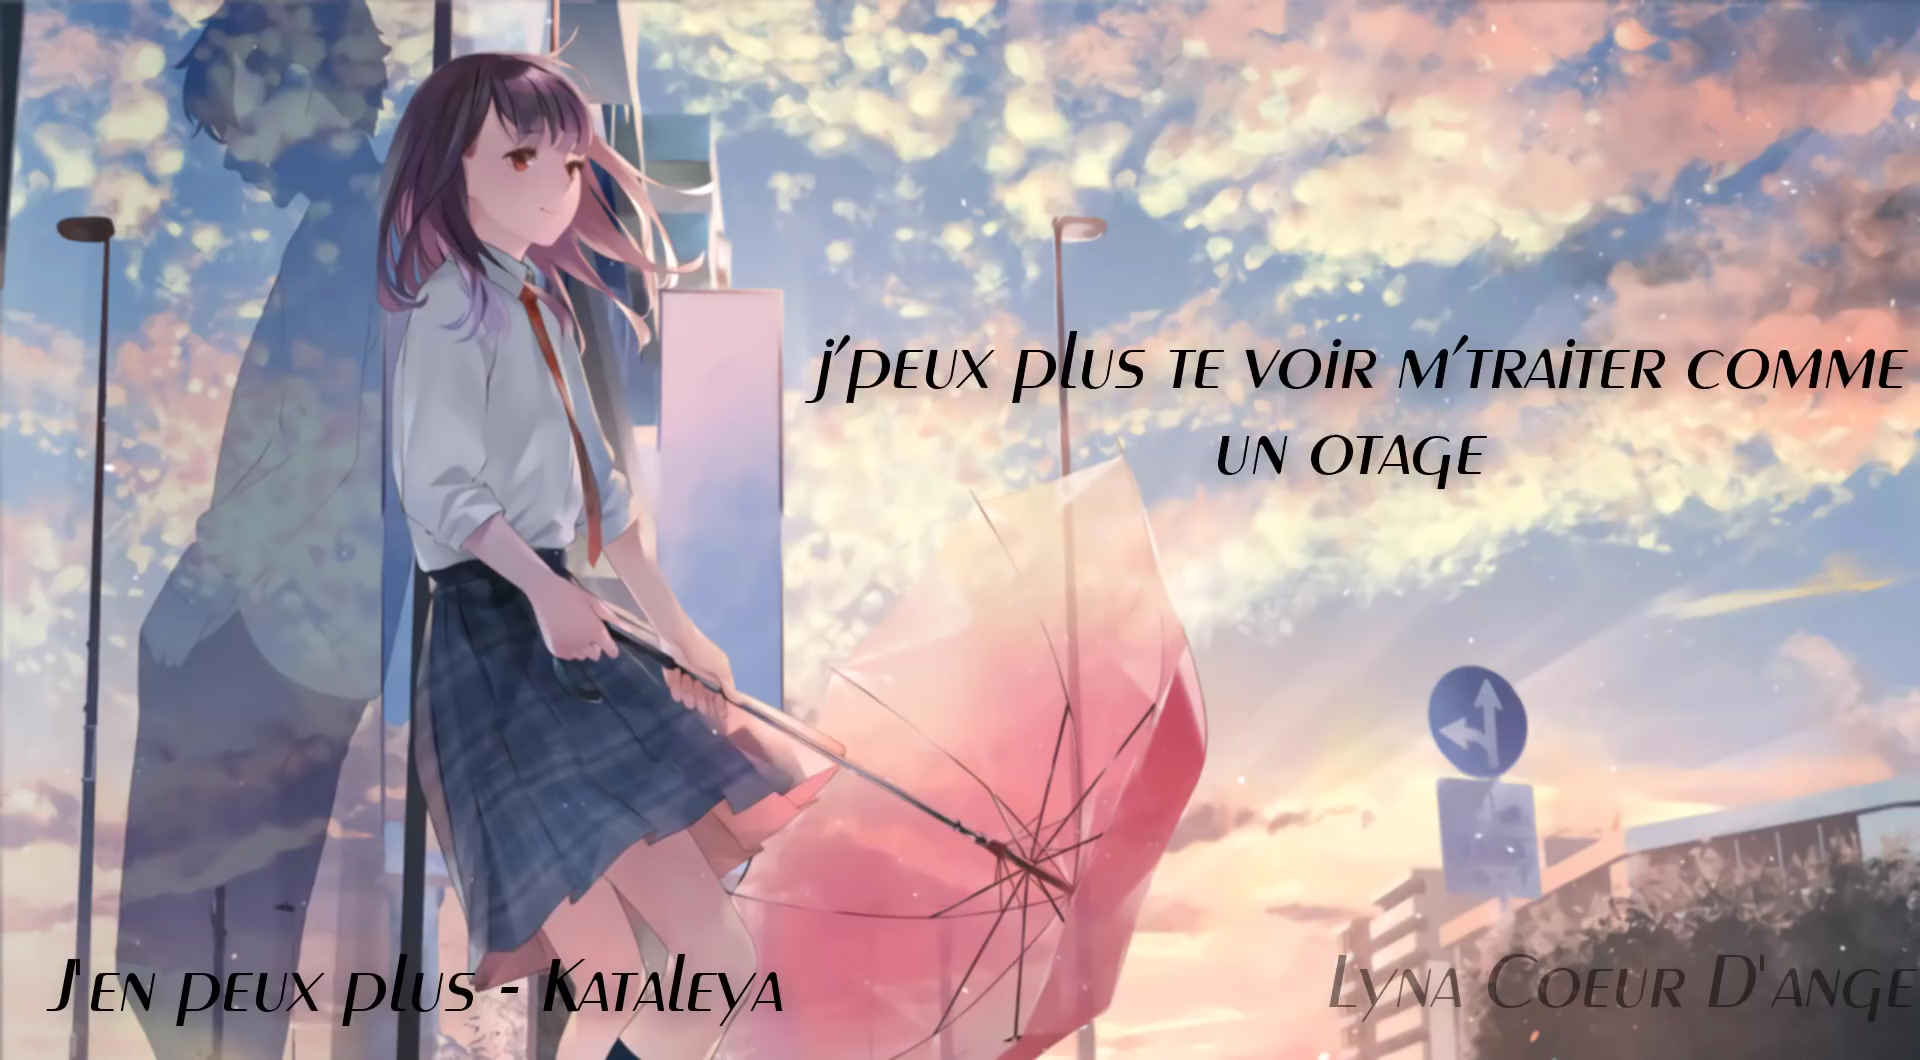 j'peux plus te voir m'traiter comme
un otage
J'en peux plus - Kataleya
Lyna Coeur D'ange